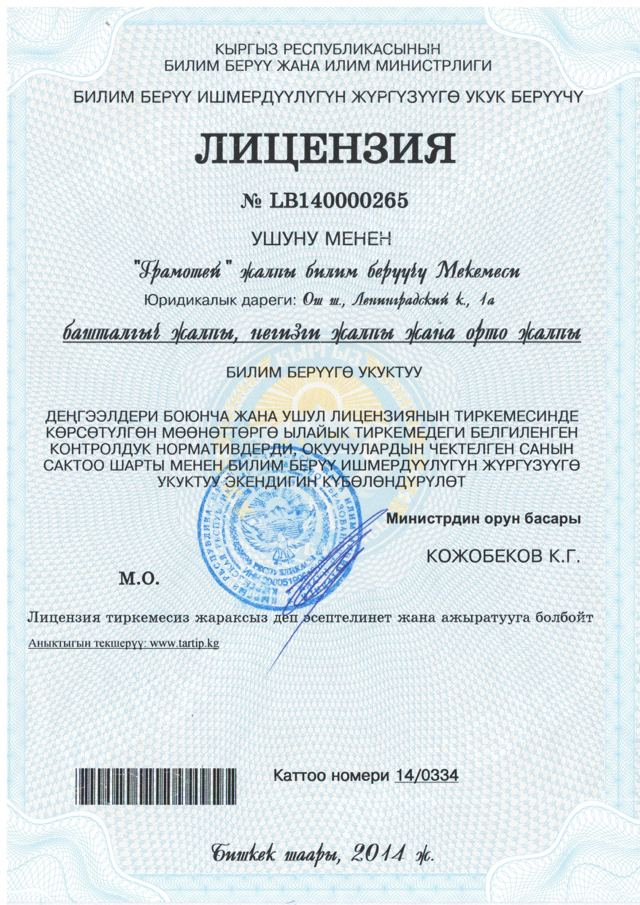 КЫРГЫЗ РЕСПУБЛИКАСЫНЫН
БИЛИМ БЕРҮҮ ЖАНА ИЛИМ МИНИСТРЛИГИ
БИЛИМ БЕРҮҮ ИШМЕРДҮҮЛҮГҮН ЖҮРГҮЗҮҮГӨ УКУК БЕРҮҮЧҮ
ЛИЦЕНЗИЯ
№ LB140000265
УШУНУ МЕНЕН
"Грамотей" жалпы билим берүүчү Мекемеси
Юридикалык дареги: Ош ш., Ленинградский к., 1а
башталгыч жалпы, негизги жалпы жана орто жалпы
КЫРГЫЗ
БИЛИМ БЕРҮҮГӨ УКУКТУУ
ДЕҢГЭЭЛДЕРИ БОЮНЧА ЖАНА УШУЛ ЛИЦЕНЗИЯНЫН ТИРКЕМЕСИНДЕ
КӨРСӨТҮЛГӨН МӨӨНӨТТӨРГӨ ЫЛАЙЫК ТИРКЕМЕДЕГИ БЕЛГИЛЕНГЕН
КОНТРОЛДУК НОРМАТИВДЕРДИ, ОКУУЧУЛАРДЫН ЧЕКТЕЛГЕН САНЫН
САКТОО ШАРТЫ МЕНЕН БИЛИМ БЕРҮҮ ИШМЕРДҮҮЛҮГҮН ЖҮРГҮЗҮҮГӨ
УКУКТУУ ЭКЕНДИГИН КҮБӨЛӨНДҮРҮЛӨТ
Министрдин орун басары
КОЖОБЕКОВ К.Г.
М.О.
Лицензия тиркемесиз жараксыз деп эсептелинет жана ажыратууга болбойт
Аныктыгын текшерүү: www.tartip.kg
Каттоо номери 14/0334
Бишкек шаары, 2014 ж.